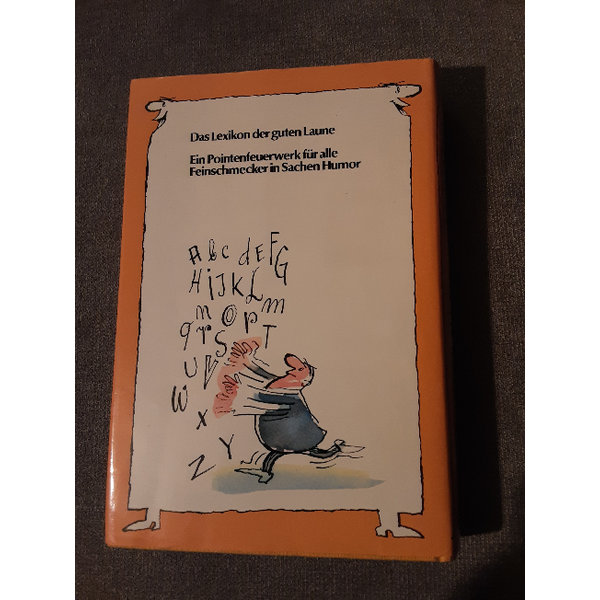 Das Lexikon der guten Laune
Ein Pointenfeuerwerk für alle
Feinschmecker in Sachen Humor
A b c d E F G
H i J K L
m n O P m
q r S T
U V
W X
Y
Z